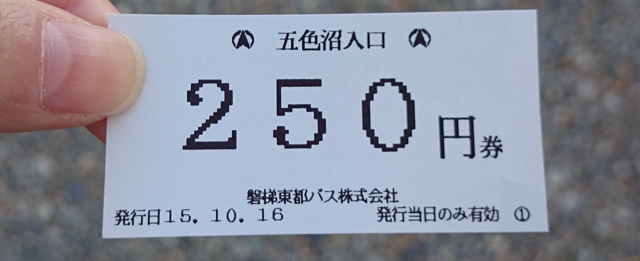 五色沼入口
250円券
磐梯東都バス株式会社
発行日15.10.16 発行当日のみ有効 ①